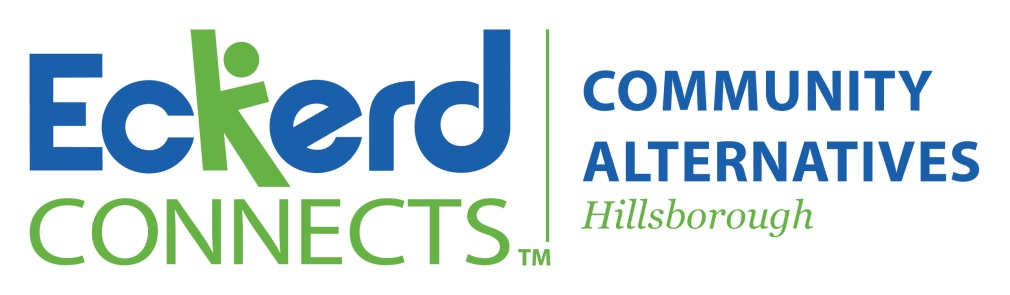 Eckerd
CONNECTS™
COMMUNITY
ALTERNATIVES
Hillsborough